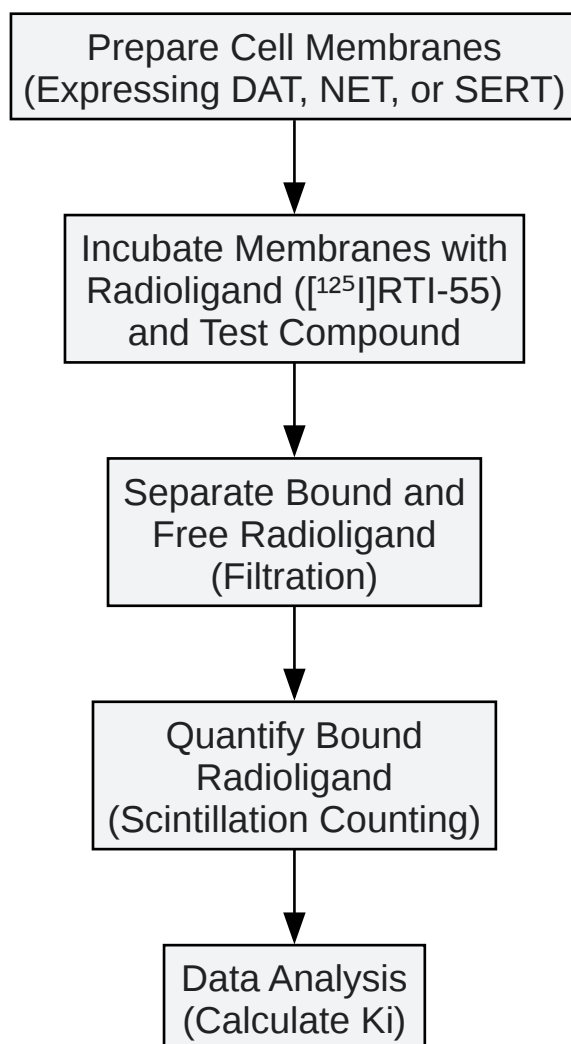 Prepare Cell Membranes
(Expressing DAT, NET, or SERT)
Incubate Membranes with
Radioligand ([¹²⁵I]RTI-55)
and Test Compound
Separate Bound and
Free Radioligand
(Filtration)
Quantify Bound
Radioligand
(Scintillation Counting)
Data Analysis
(Calculate Ki)